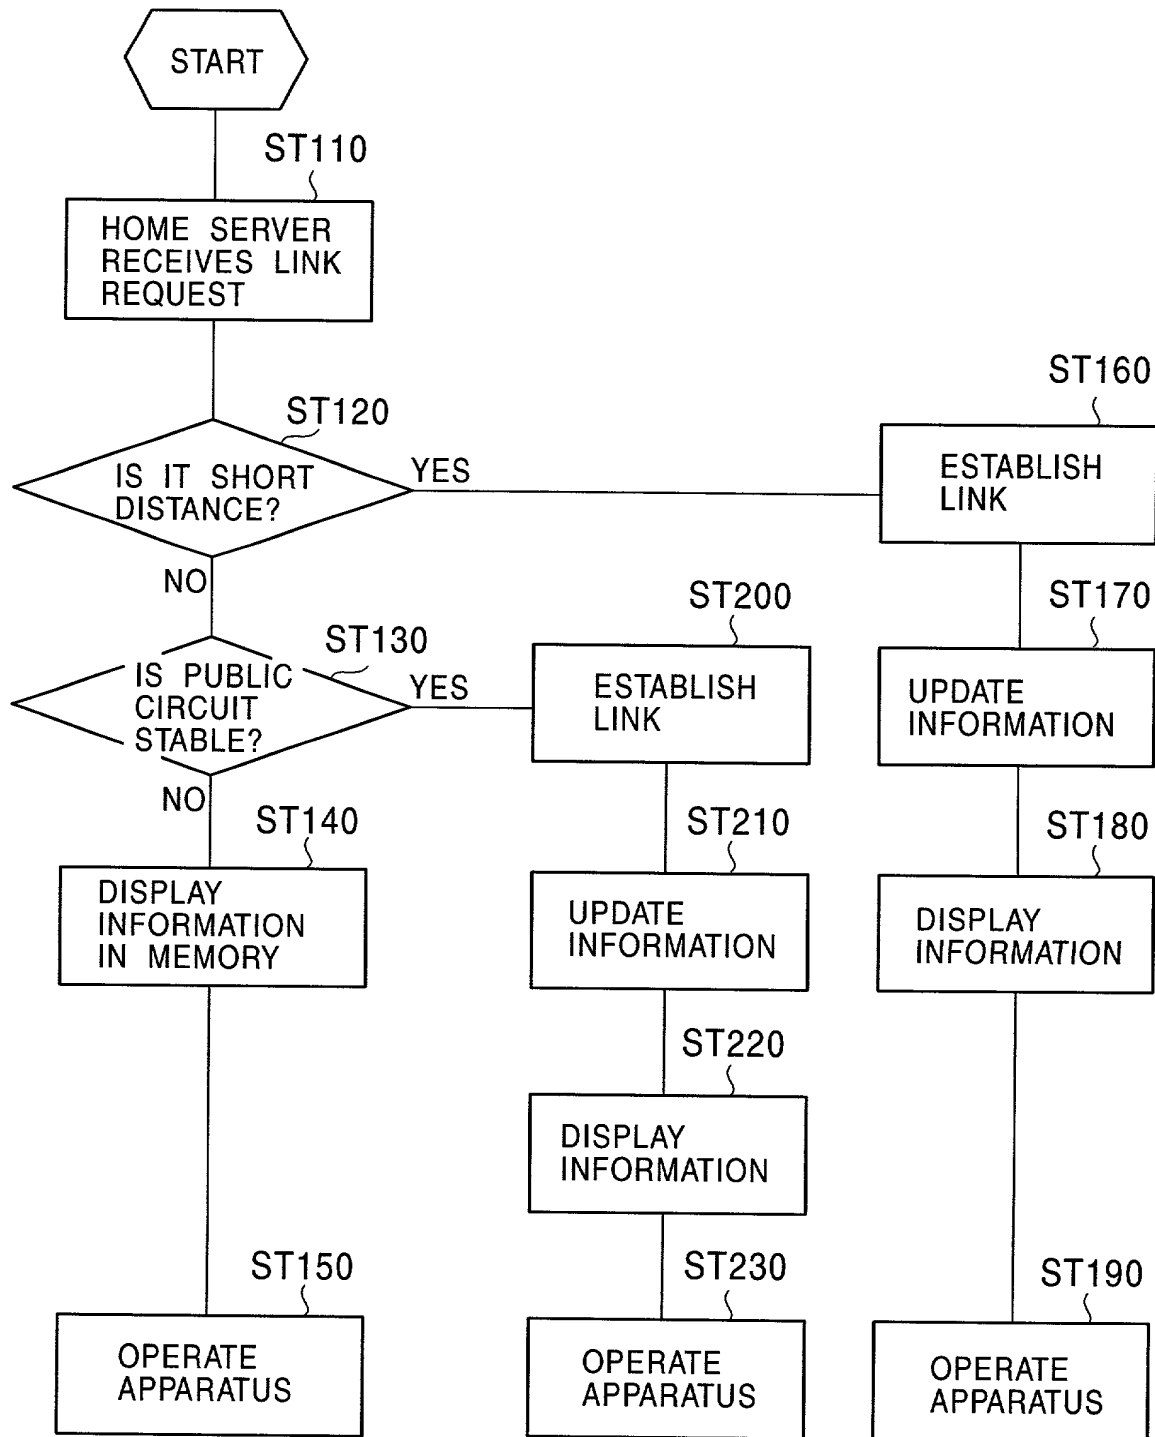 START
ST110
HOME SERVER
RECEIVES LINK
REQUEST
ST120
IS IT SHORT
DISTANCE?
YES
NO
ST160
ESTABLISH
LINK
ST130
IS PUBLIC
CIRCUIT
STABLE?
YES
NO
ST200
ESTABLISH
LINK
ST170
UPDATE
INFORMATION
ST140
DISPLAY
INFORMATION
IN MEMORY
ST210
UPDATE
INFORMATION
ST180
DISPLAY
INFORMATION
ST220
DISPLAY
INFORMATION
ST150
OPERATE
APPARATUS
ST230
OPERATE
APPARATUS
ST190
OPERATE
APPARATUS